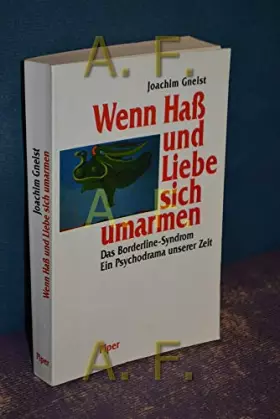 A. F.
Joachim Gneist
Wenn Haß
und
Liebe
sich
umarmen
Das Borderline-Syndrom
Ein Psychodrama unserer Zeit
Piper
Joachim Gneist
Wenn Haß und Liebe sich umarmen
Piper
A. F.
A. F.
A. F.